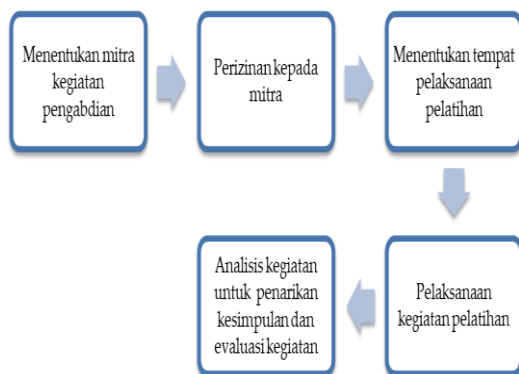 Menentukan mitra
kegiatan
pengabdian
Perizinan kepada
mitra
Menentukan tempat
pelaksanaan
pelatihan
Pelaksanaan
kegiatan pelatihan
Analisis kegiatan
untuk penarikan
kesimpulan dan
evaluasi kegiatan